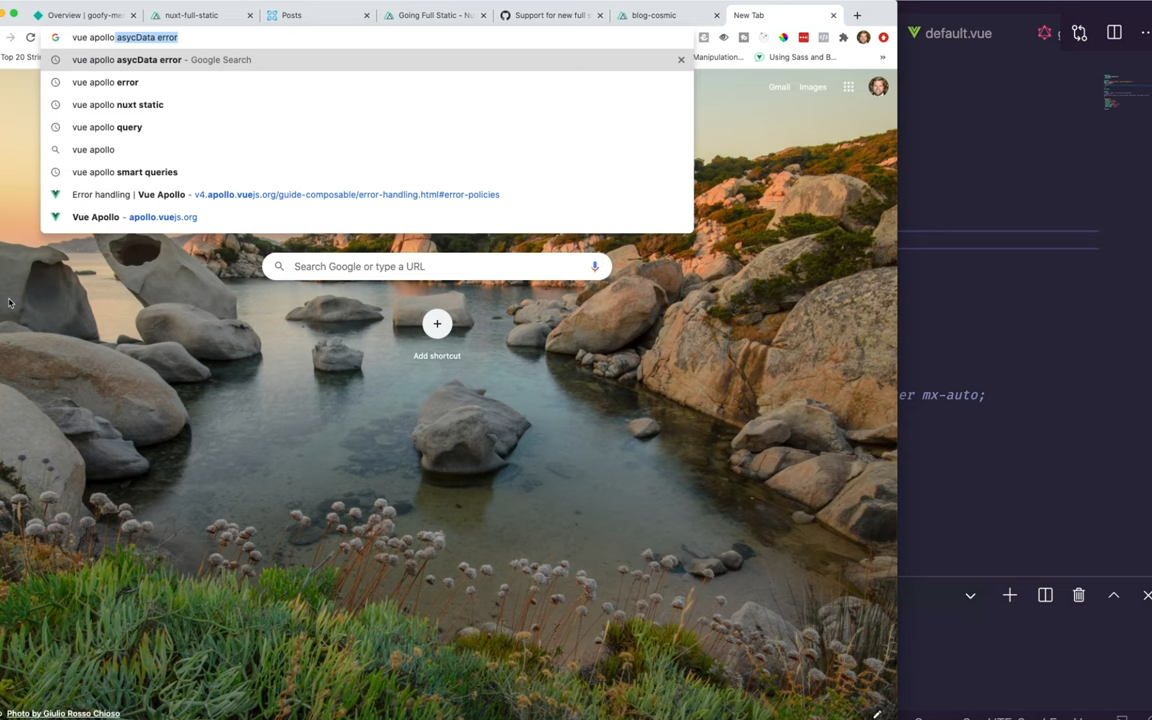 Overview | goofy-me
nuxt-full-static
Posts
Going Full Static - Nu
Support for new full s
blog-cosmic
New Tab
vue apollo asycData error
Top 20 Strin
Manipulation...
Using Sass and B...
»
vue apollo asycData error - Google Search
vue apollo error
vue apollo nuxt static
vue apollo query
vue apollo
vue apollo smart queries
Error handling | Vue Apollo - v4.apollo.vuejs.org/guide-composable/error-handling.html#error-policies
Vue Apollo - apollo.vuejs.org
Gmail
Images
Search Google or type a URL
Add shortcut
Photo by Giulio Rosso Chioso
default.vue
er mx-auto;